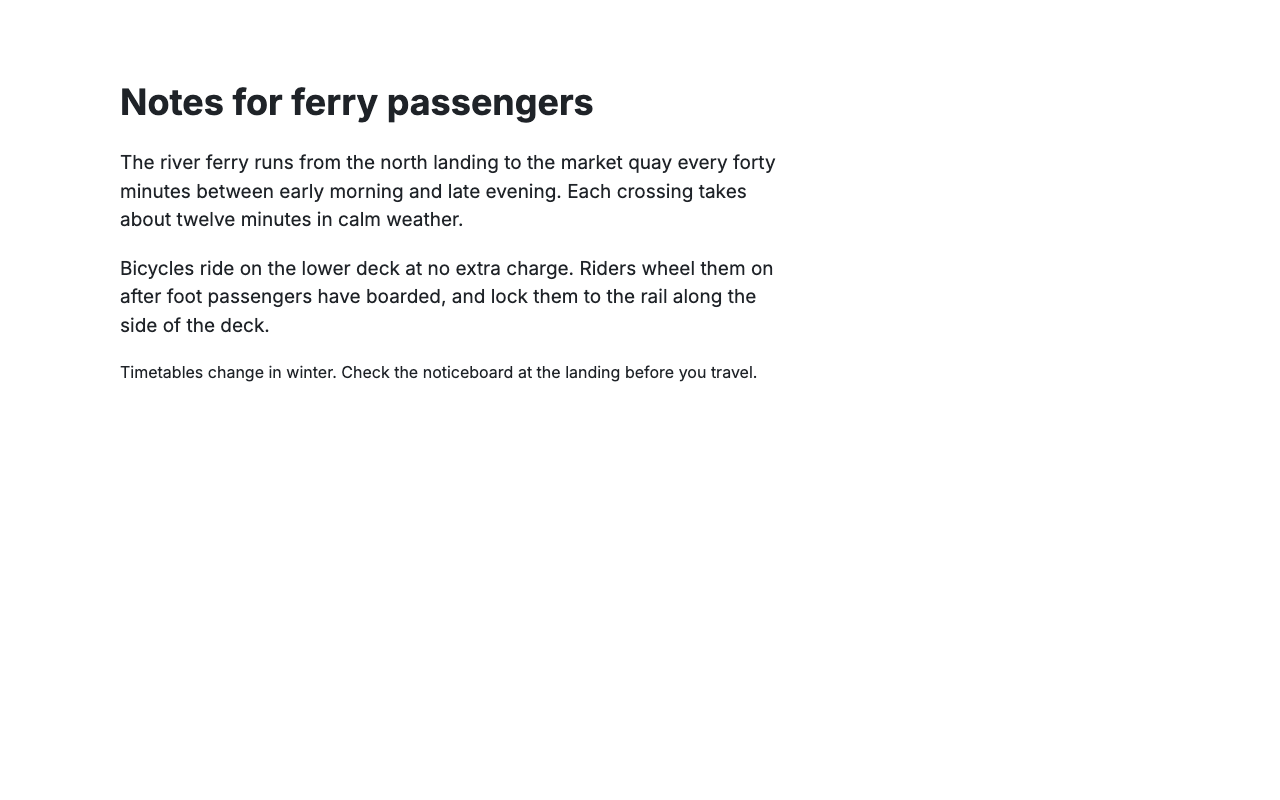 Notes for ferry passengers
The river ferry runs from the north landing to the market quay every forty
minutes between early morning and late evening. Each crossing takes
about twelve minutes in calm weather.
Bicycles ride on the lower deck at no extra charge. Riders wheel them on
after foot passengers have boarded, and lock them to the rail along the
side of the deck.
Timetables change in winter. Check the noticeboard at the landing before you travel.